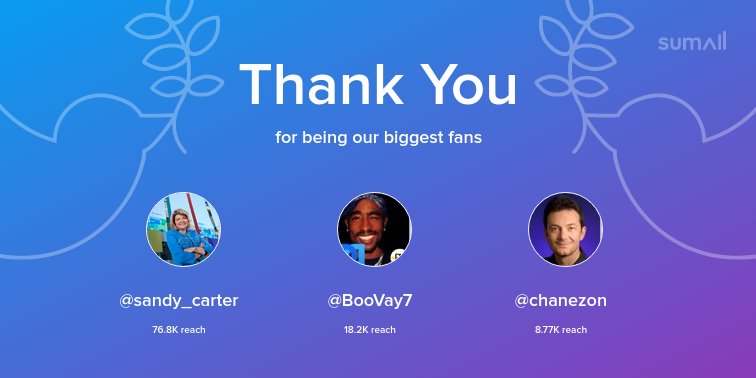 sumall
Thank You
for being our biggest fans
@sandy_carter
@BooVay7
@chanezon
76.8K reach
18.2K reach
8.77K reach